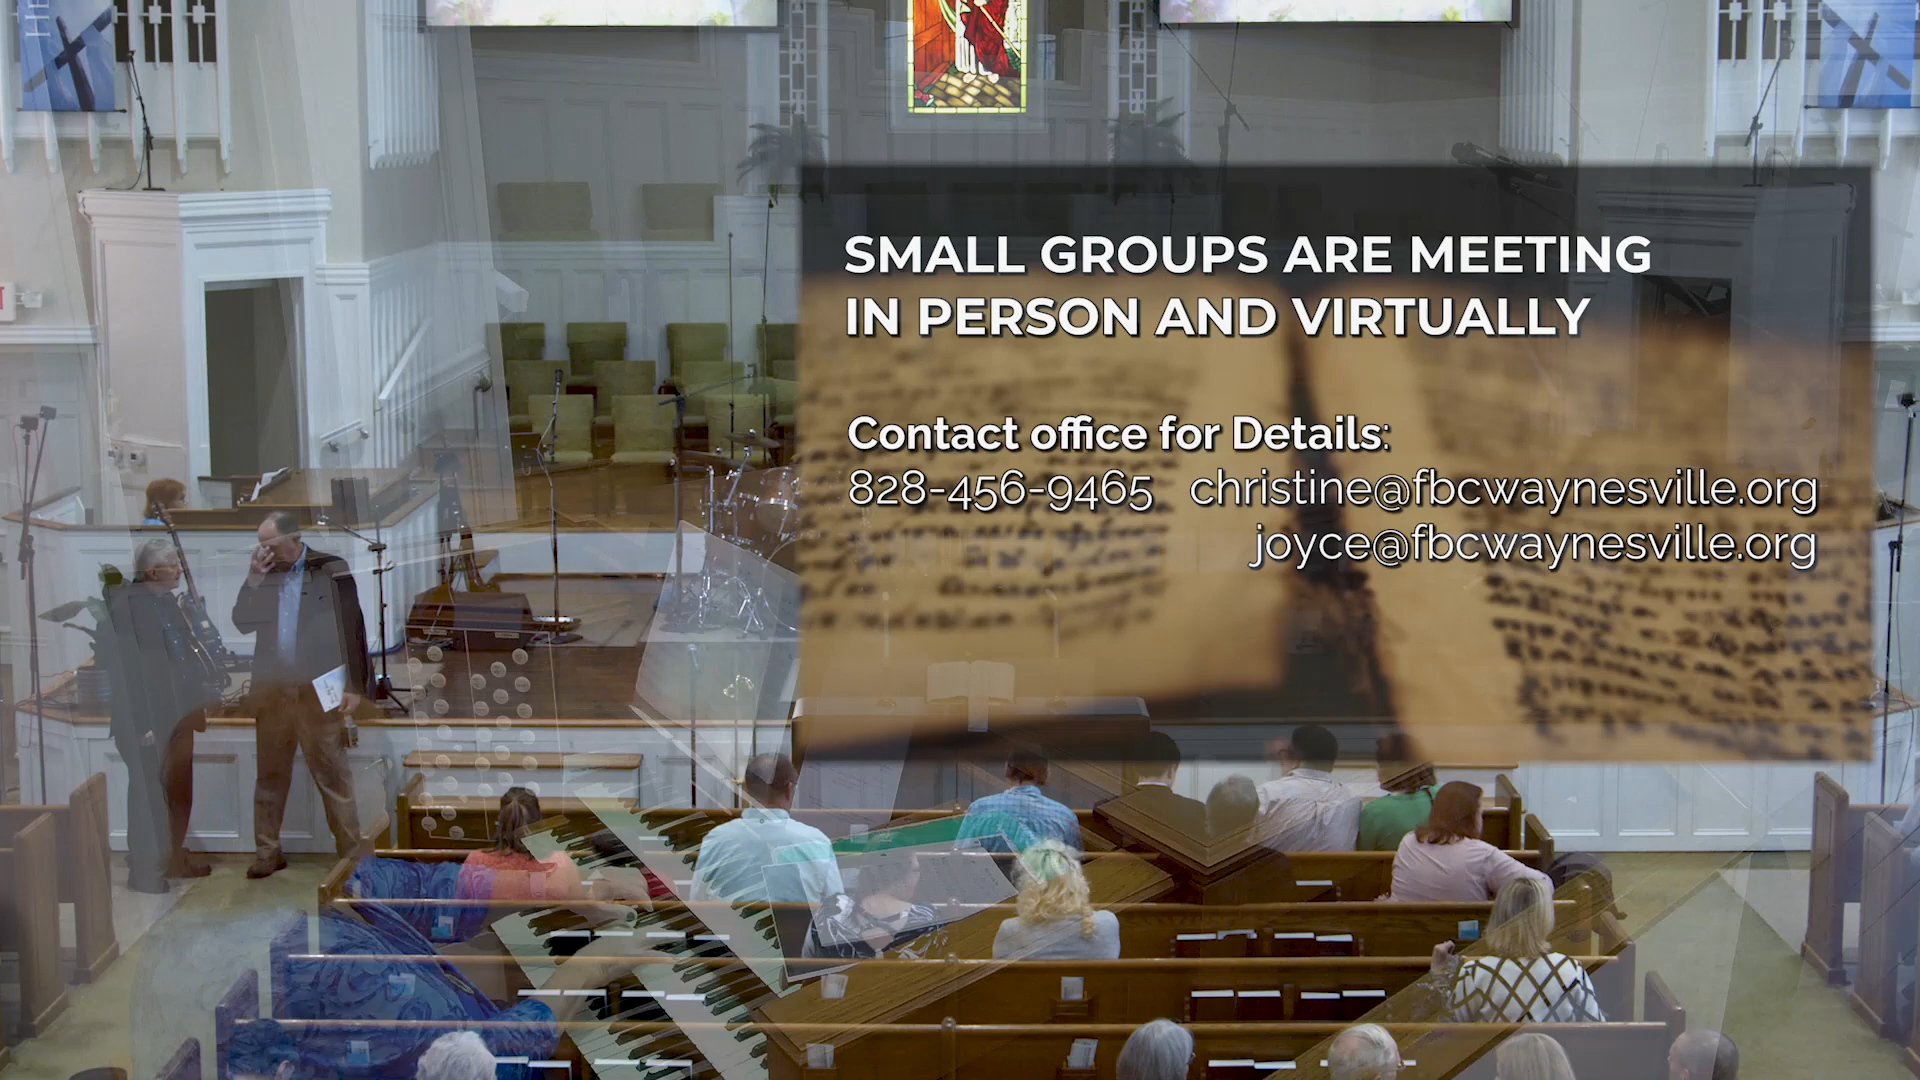 SMALL GROUPS ARE MEETING
IN PERSON AND VIRTUALLY
Contact office for Details:
828-456-9465 christine@fbcwaynesville.org
joyce@fbcwaynesville.org